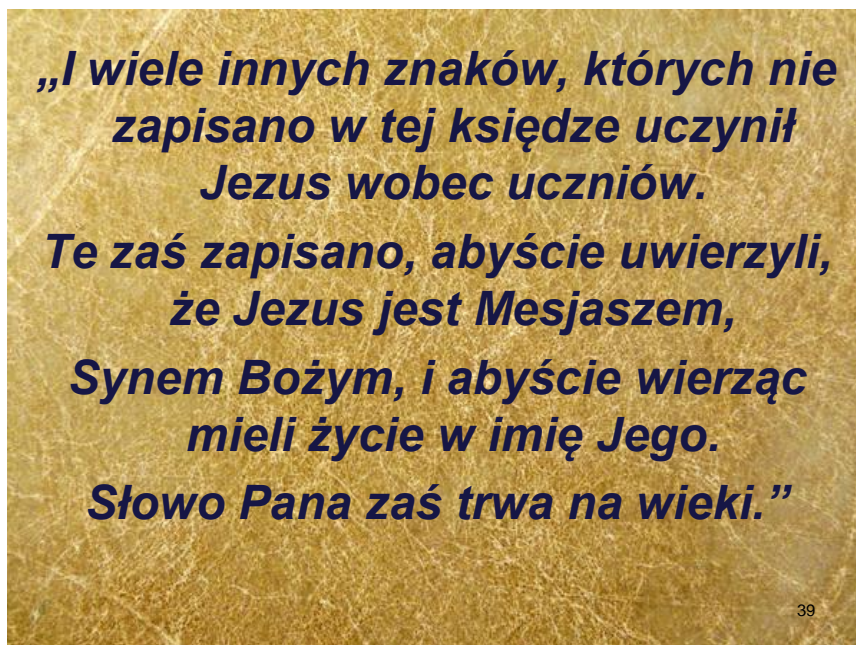 „I wiele innych znaków, których nie
zapisano w tej księdze uczynił
Jezus wobec uczniów.
Te zaś zapisano, abyście uwierzyli,
że Jezus jest Mesjaszem,
Synem Bożym, i abyście wierząc
mieli życie w imię Jego.
Słowo Pana zaś trwa na wieki.”
39